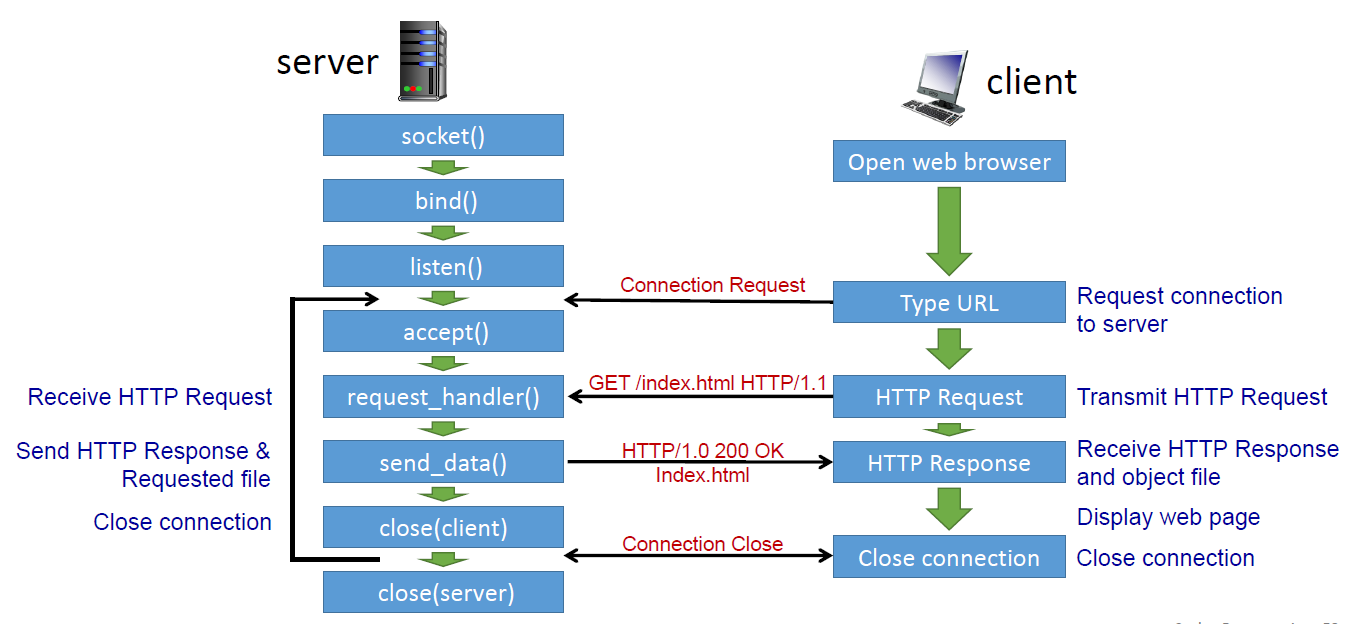 server
client
socket()
Open web browser
bind()
listen()
Connection Request
Type URL
Request connection
to server
accept()
Receive HTTP Request
request_handler()
GET /index.html HTTP/1.1
HTTP Request
Transmit HTTP Request
Send HTTP Response &
Requested file
send_data()
HTTP/1.0 200 OK
Index.html
HTTP Response
Receive HTTP Response
and object file
Close connection
close(client)
Display web page
Connection Close
Close connection
Close connection
close(server)